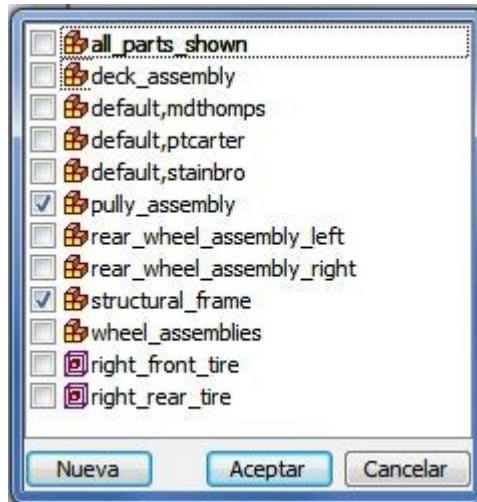 all_parts_shown
deck_assembly
default,mdthomps
default,ptcarter
default,stainbro
pully_assembly
rear_wheel_assembly_left
rear_wheel_assembly_right
structural_frame
wheel_assemblies
right_front_tire
right_rear_tire
Nueva Aceptar Cancelar